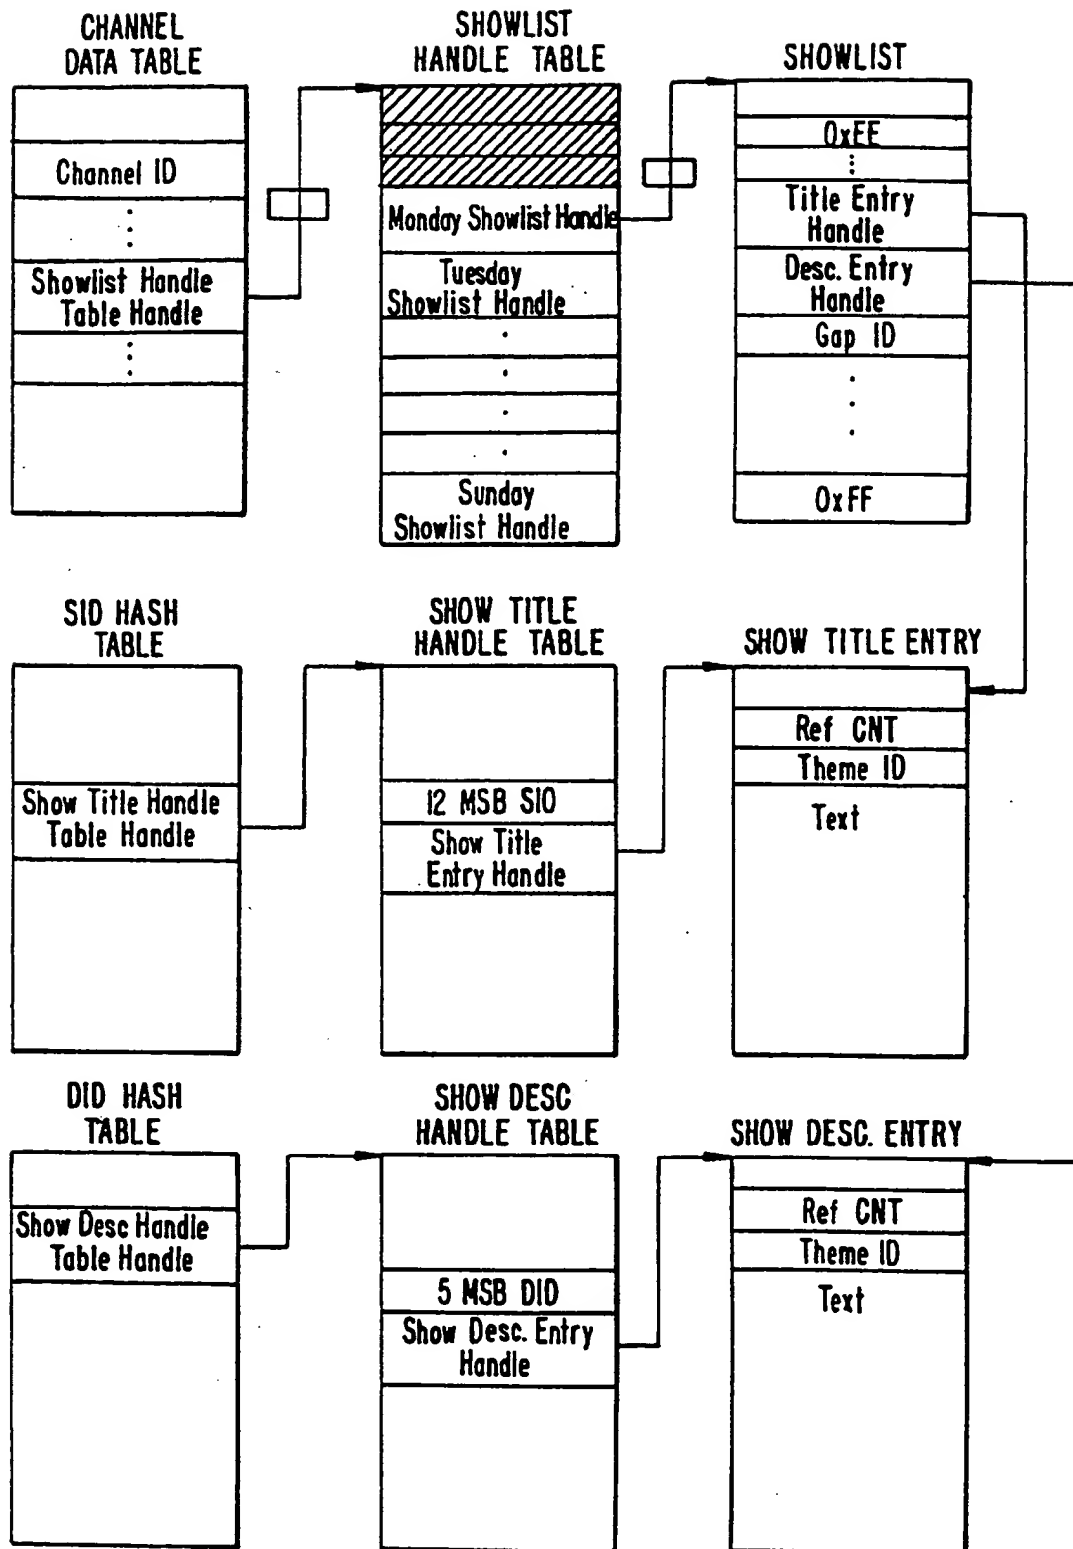 CHANNEL
DATA TABLE
Channel ID
Showlist Handle
Table Handle
SHOWLIST
HANDLE TABLE
Monday Showlist Handle
Tuesday
Showlist Handle
Sunday
Showlist Handle
SHOWLIST
0xEE
Title Entry
Handle
Desc. Entry
Handle
Gap ID
0xFF
SID HASH
TABLE
Show Title Handle
Table Handle
SHOW TITLE
HANDLE TABLE
12 MSB SIO
Show Title
Entry Handle
SHOW TITLE ENTRY
Ref CNT
Theme ID
Text
DID HASH
TABLE
Show Desc Handle
Table Handle
SHOW DESC
HANDLE TABLE
5 MSB DID
Show Desc. Entry
Handle
SHOW DESC. ENTRY
Ref CNT
Theme ID
Text